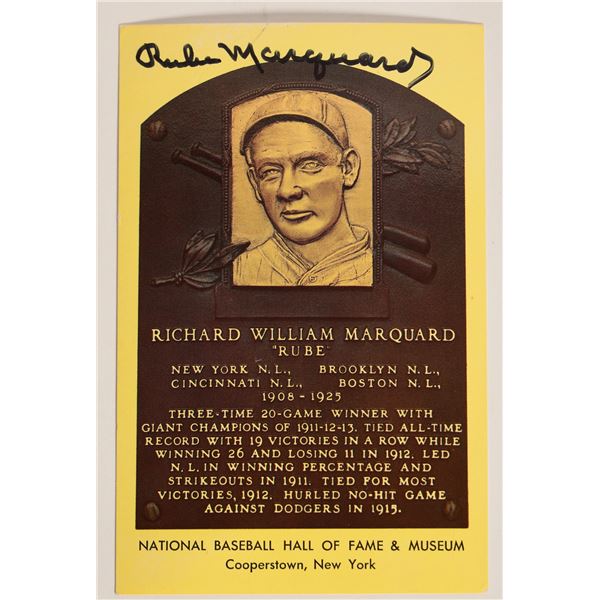 Rube Marquard
RICHARD WILLIAM MARQUARD
"RUBE"
NEW YORK N.L., BROOKLYN N.L.,
CINCINNATI N.L., BOSTON N.L.,
1908-1925
THREE-TIME 20-GAME WINNER WITH
GIANT CHAMPIONS OF 1911-12-13. TIED ALL-TIME
RECORD WITH 19 VICTORIES IN A ROW WHILE
WINNING 26 AND LOSING 11 IN 1912. LED
N.L. IN WINNING PERCENTAGE AND
STRIKEOUTS IN 1911. TIED FOR MOST
VICTORIES, 1912. HURLED NO-HIT GAME
AGAINST DODGERS IN 1915.
NATIONAL BASEBALL HALL OF FAME & MUSEUM
Cooperstown, New York